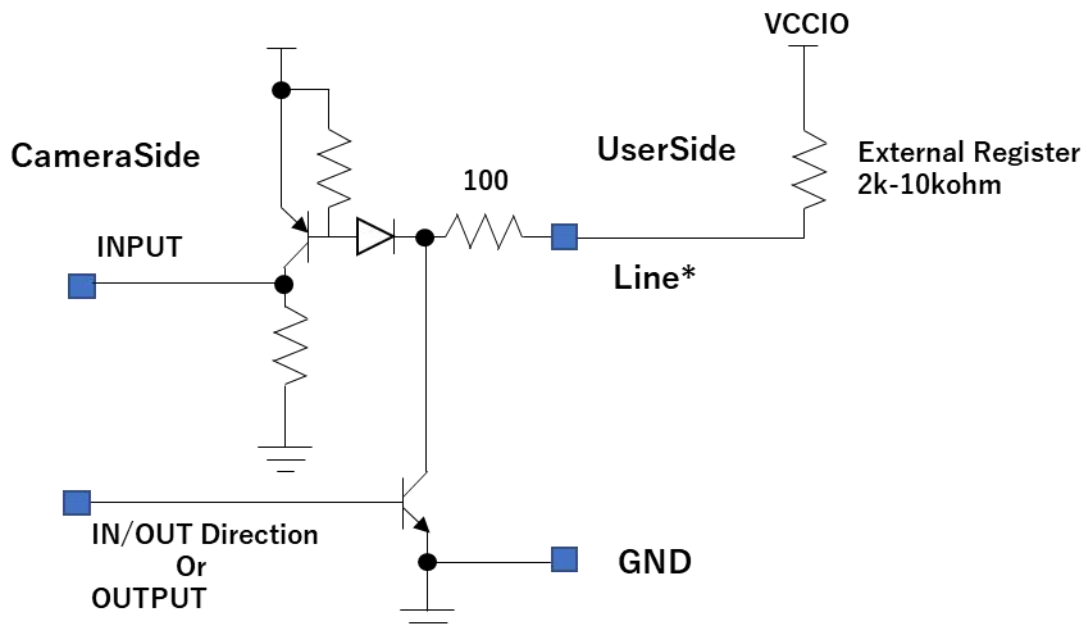 VCCIO
CameraSide
UserSide
External Register
2k-10kohm
100
INPUT
Line*
IN/OUT Direction
Or
OUTPUT
GND